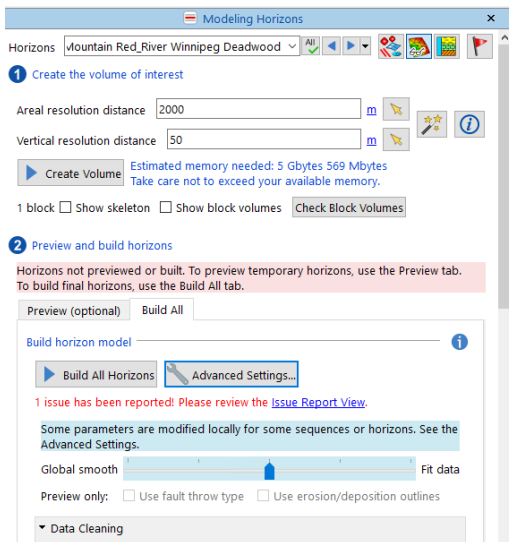 Modeling Horizons
Horizons Mountain Red_River Winnipeg Deadwood All
1 Create the volume of interest
Areal resolution distance 2000 m
Vertical resolution distance 50 m
Create Volume
Estimated memory needed: 5 Gbytes 569 Mbytes
Take care not to exceed your available memory.
1 block Show skeleton Show block volumes Check Block Volumes
2 Preview and build horizons
Horizons not previewed or built. To preview temporary horizons, use the Preview tab.
To build final horizons, use the Build All tab.
Preview (optional) Build All
Build horizon model
Build All Horizons Advanced Settings...
1 issue has been reported! Please review the Issue Report View.
Some parameters are modified locally for some sequences or horizons. See the
Advanced Settings.
Global smooth Fit data
Preview only: Use fault throw type Use erosion/deposition outlines
Data Cleaning